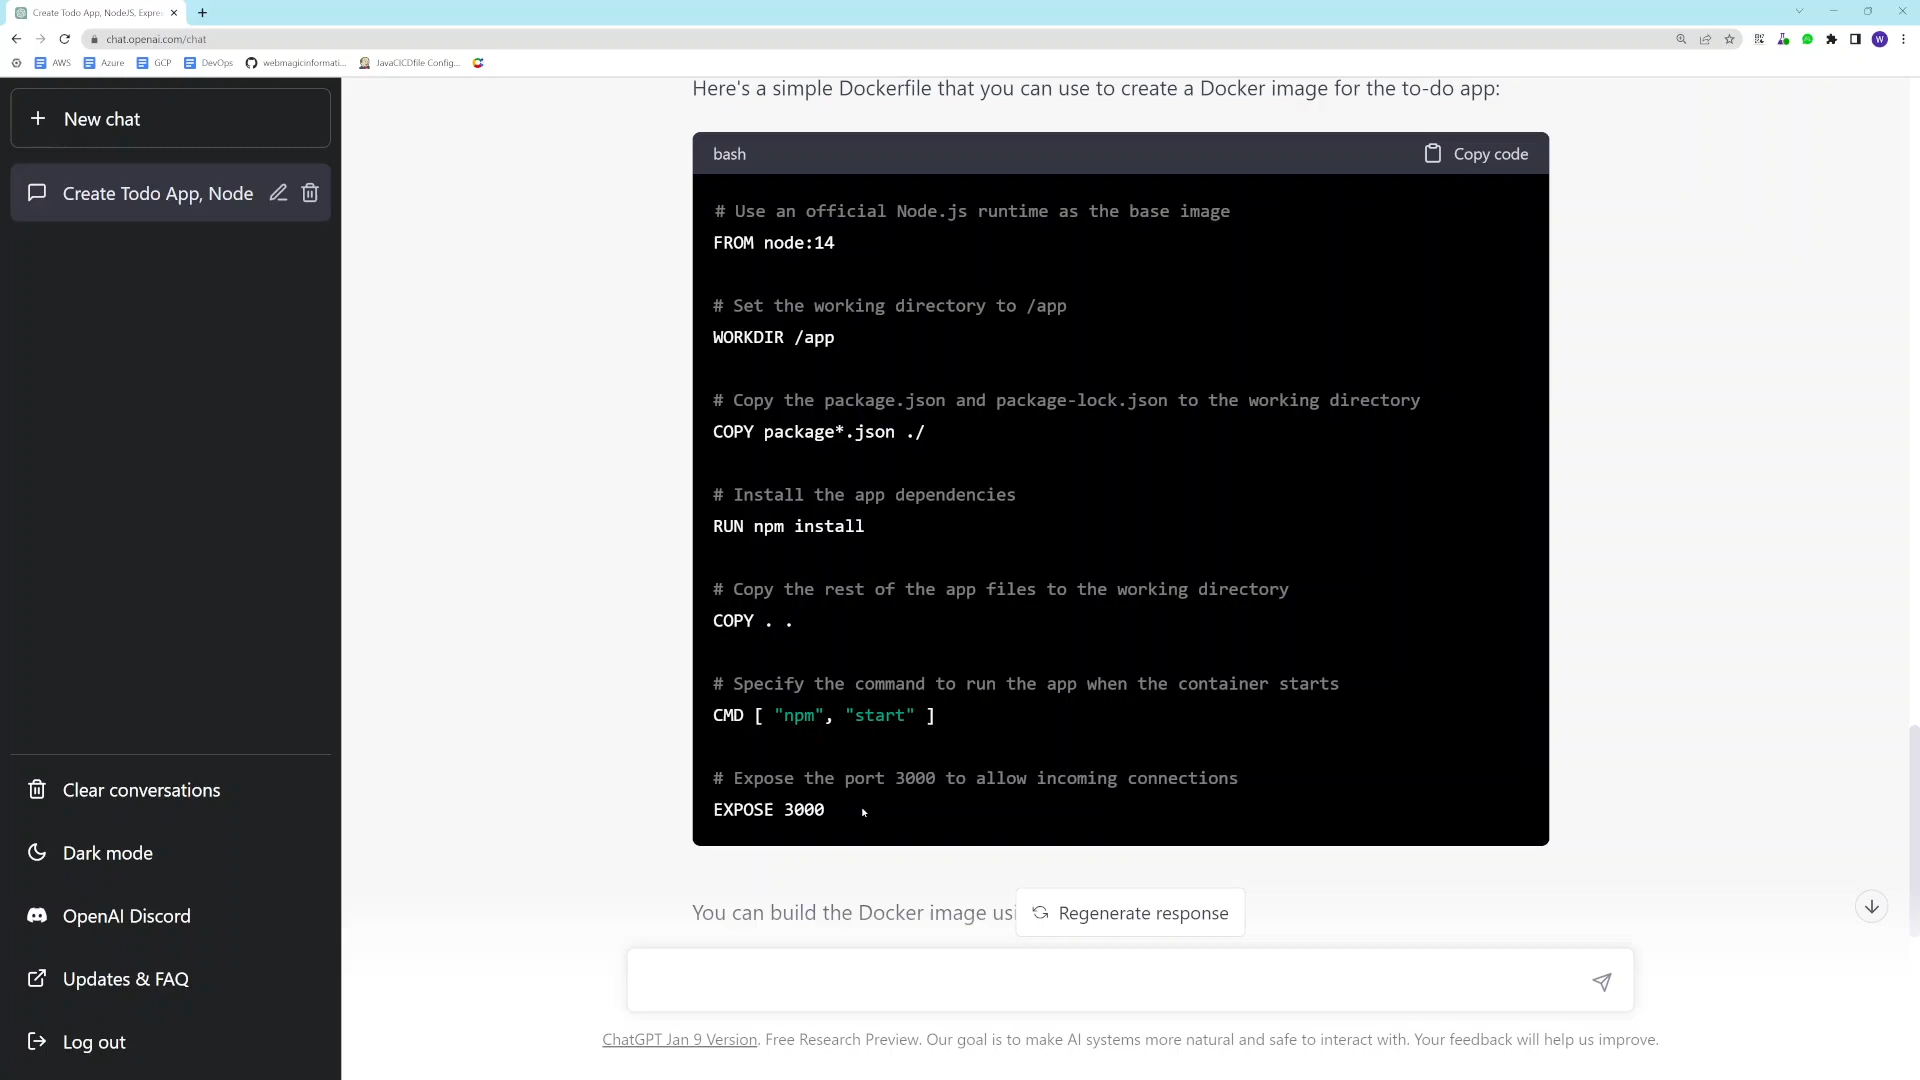 Create Todo App, NodeJS, Expre
chat.openai.com/chat
W
AWS
Azure
GCP
DevOps
webmagicinformati...
JavaCICDfile Config...
New chat
Create Todo App, Node
Clear conversations
Dark mode
OpenAI Discord
Updates & FAQ
Log out
Here's a simple Dockerfile that you can use to create a Docker image for the to-do app:
bash
Copy code
# Use an official Node.js runtime as the base image
FROM node:14
# Set the working directory to /app
WORKDIR /app
# Copy the package.json and package-lock.json to the working directory
COPY package*.json ./
# Install the app dependencies
RUN npm install
# Copy the rest of the app files to the working directory
COPY . .
# Specify the command to run the app when the container starts
CMD [ "npm", "start" ]
# Expose the port 3000 to allow incoming connections
EXPOSE 3000
You can build the Docker image usi
Regenerate response
ChatGPT Jan 9 Version. Free Research Preview. Our goal is to make AI systems more natural and safe to interact with. Your feedback will help us improve.